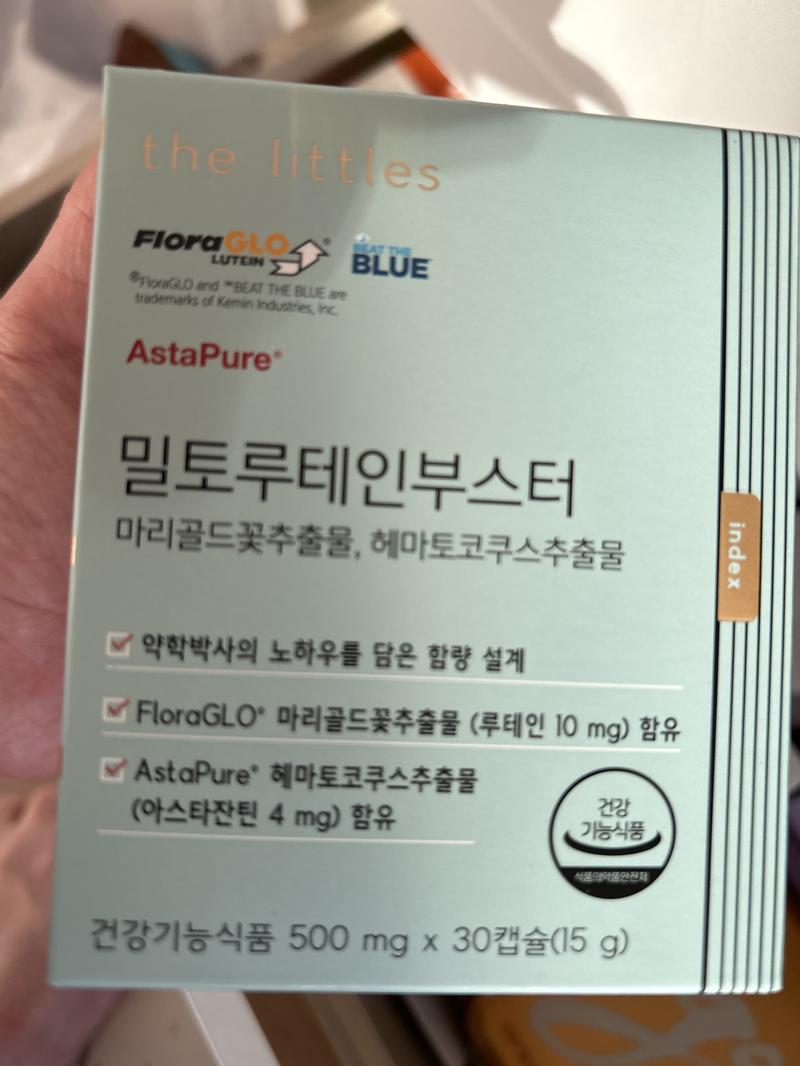 the littles
FloraGLO®
LUTEIN
BEAT THE
BLUE™
®FloraGLO and ™BEAT THE BLUE are
trademarks of Kemin Industries, Inc.
AstaPure®
밀토루테인부스터
마리골드꽃추출물, 헤마토코쿠스추출물
index
약학박사의 노하우를 담은 함량 설계
FloraGLO® 마리골드꽃추출물 (루테인 10 mg) 함유
AstaPure® 헤마토코쿠스추출물
(아스타잔틴 4 mg) 함유
건강
기능식품
식품의약품안전처
건강기능식품 500 mg x 30캡슐(15 g)